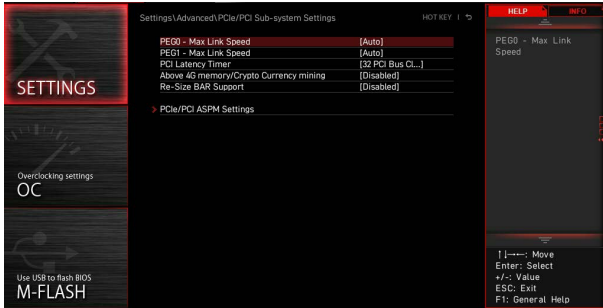 Settings\Advanced\PCIe/PCI Sub-system Settings
HOT KEY |
HELP
INFO
PEG0 - Max Link Speed [Auto]
PEG1 - Max Link Speed [Auto]
PCI Latency Timer [32 PCI Bus Cl...]
Above 4G memory/Crypto Currency mining [Disabled]
Re-Size BAR Support [Disabled]
PCIe/PCI ASPM Settings
SETTINGS
Overclocking settings
OC
Use USB to flash BIOS
M-FLASH
PEG0 - Max Link
Speed
↑↓→←: Move
Enter: Select
+/-: Value
ESC: Exit
F1: General Help